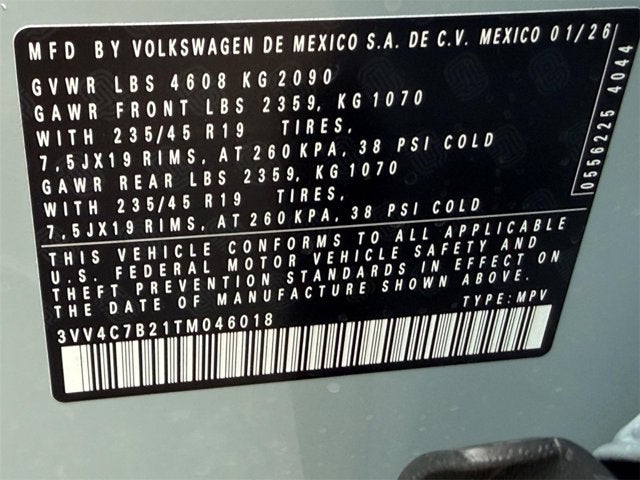 MFD BY VOLKSWAGEN DE MEXICO S.A. DE C.V. MEXICO 01/26
GVWR LBS 4608 KG 2090
GAWR FRONT LBS 2359, KG1070
WITH 235/45 R19 TIRES,
7,5JX19 RIMS, AT 260 KPA, 38 PSI COLD
GAWR REAR LBS 2359, KG 1070
WITH 235/45 R19 TIRES,
7,5JX19 RIMS, AT 260 KPA, 38 PSI COLD
0556225 4044
THIS VEHICLE CONFORMS TO ALL APPLICABLE
U.S. FEDERAL MOTOR VEHICLE SAFETY AND
THEFT PREVENTION STANDARDS IN EFFECT ON
THE DATE OF MANUFACTURE SHOWN ABOVE.
3VV4C7B21TM046018 TYPE: MPV